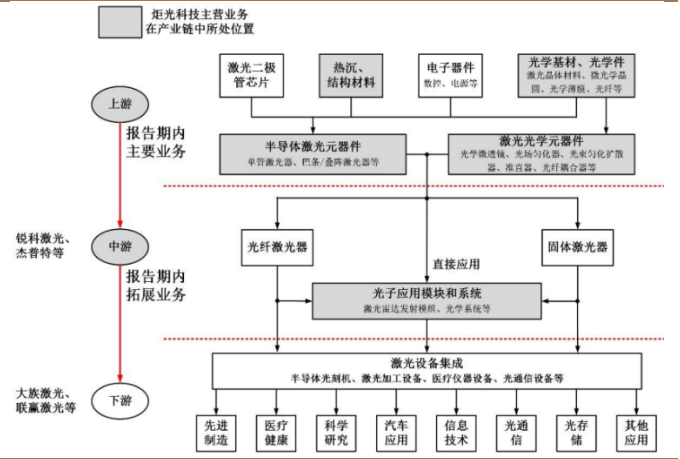 炬光科技主营业务
在产业链中所处位置
激光二极
管芯片
热沉、
结构材料
电子器件
数控、电源等
光学基材、光学件
激光晶体材料、微光学晶
圆、光学薄膜、光纤等
上游
报告期内
主要业务
半导体激光元器件
单管激光器、巴条/叠阵激光器等
激光光学元器件
光学微透镜、光场匀化器、光束匀化扩散
器、准直器、光纤耦合器等
锐科激光、
杰普特等
中游
光纤激光器
直接应用
固体激光器
报告期内
拓展业务
光子应用模块和系统
激光雷达发射模组、光学系统等
大族激光、
联赢激光等
下游
激光设备集成
半导体光刻机、激光加工设备、医疗仪器设备、光通信设备等
先进
制造
医疗
健康
科学
研究
汽车
应用
信息
技术
光通
信
光存
储
其他
应用